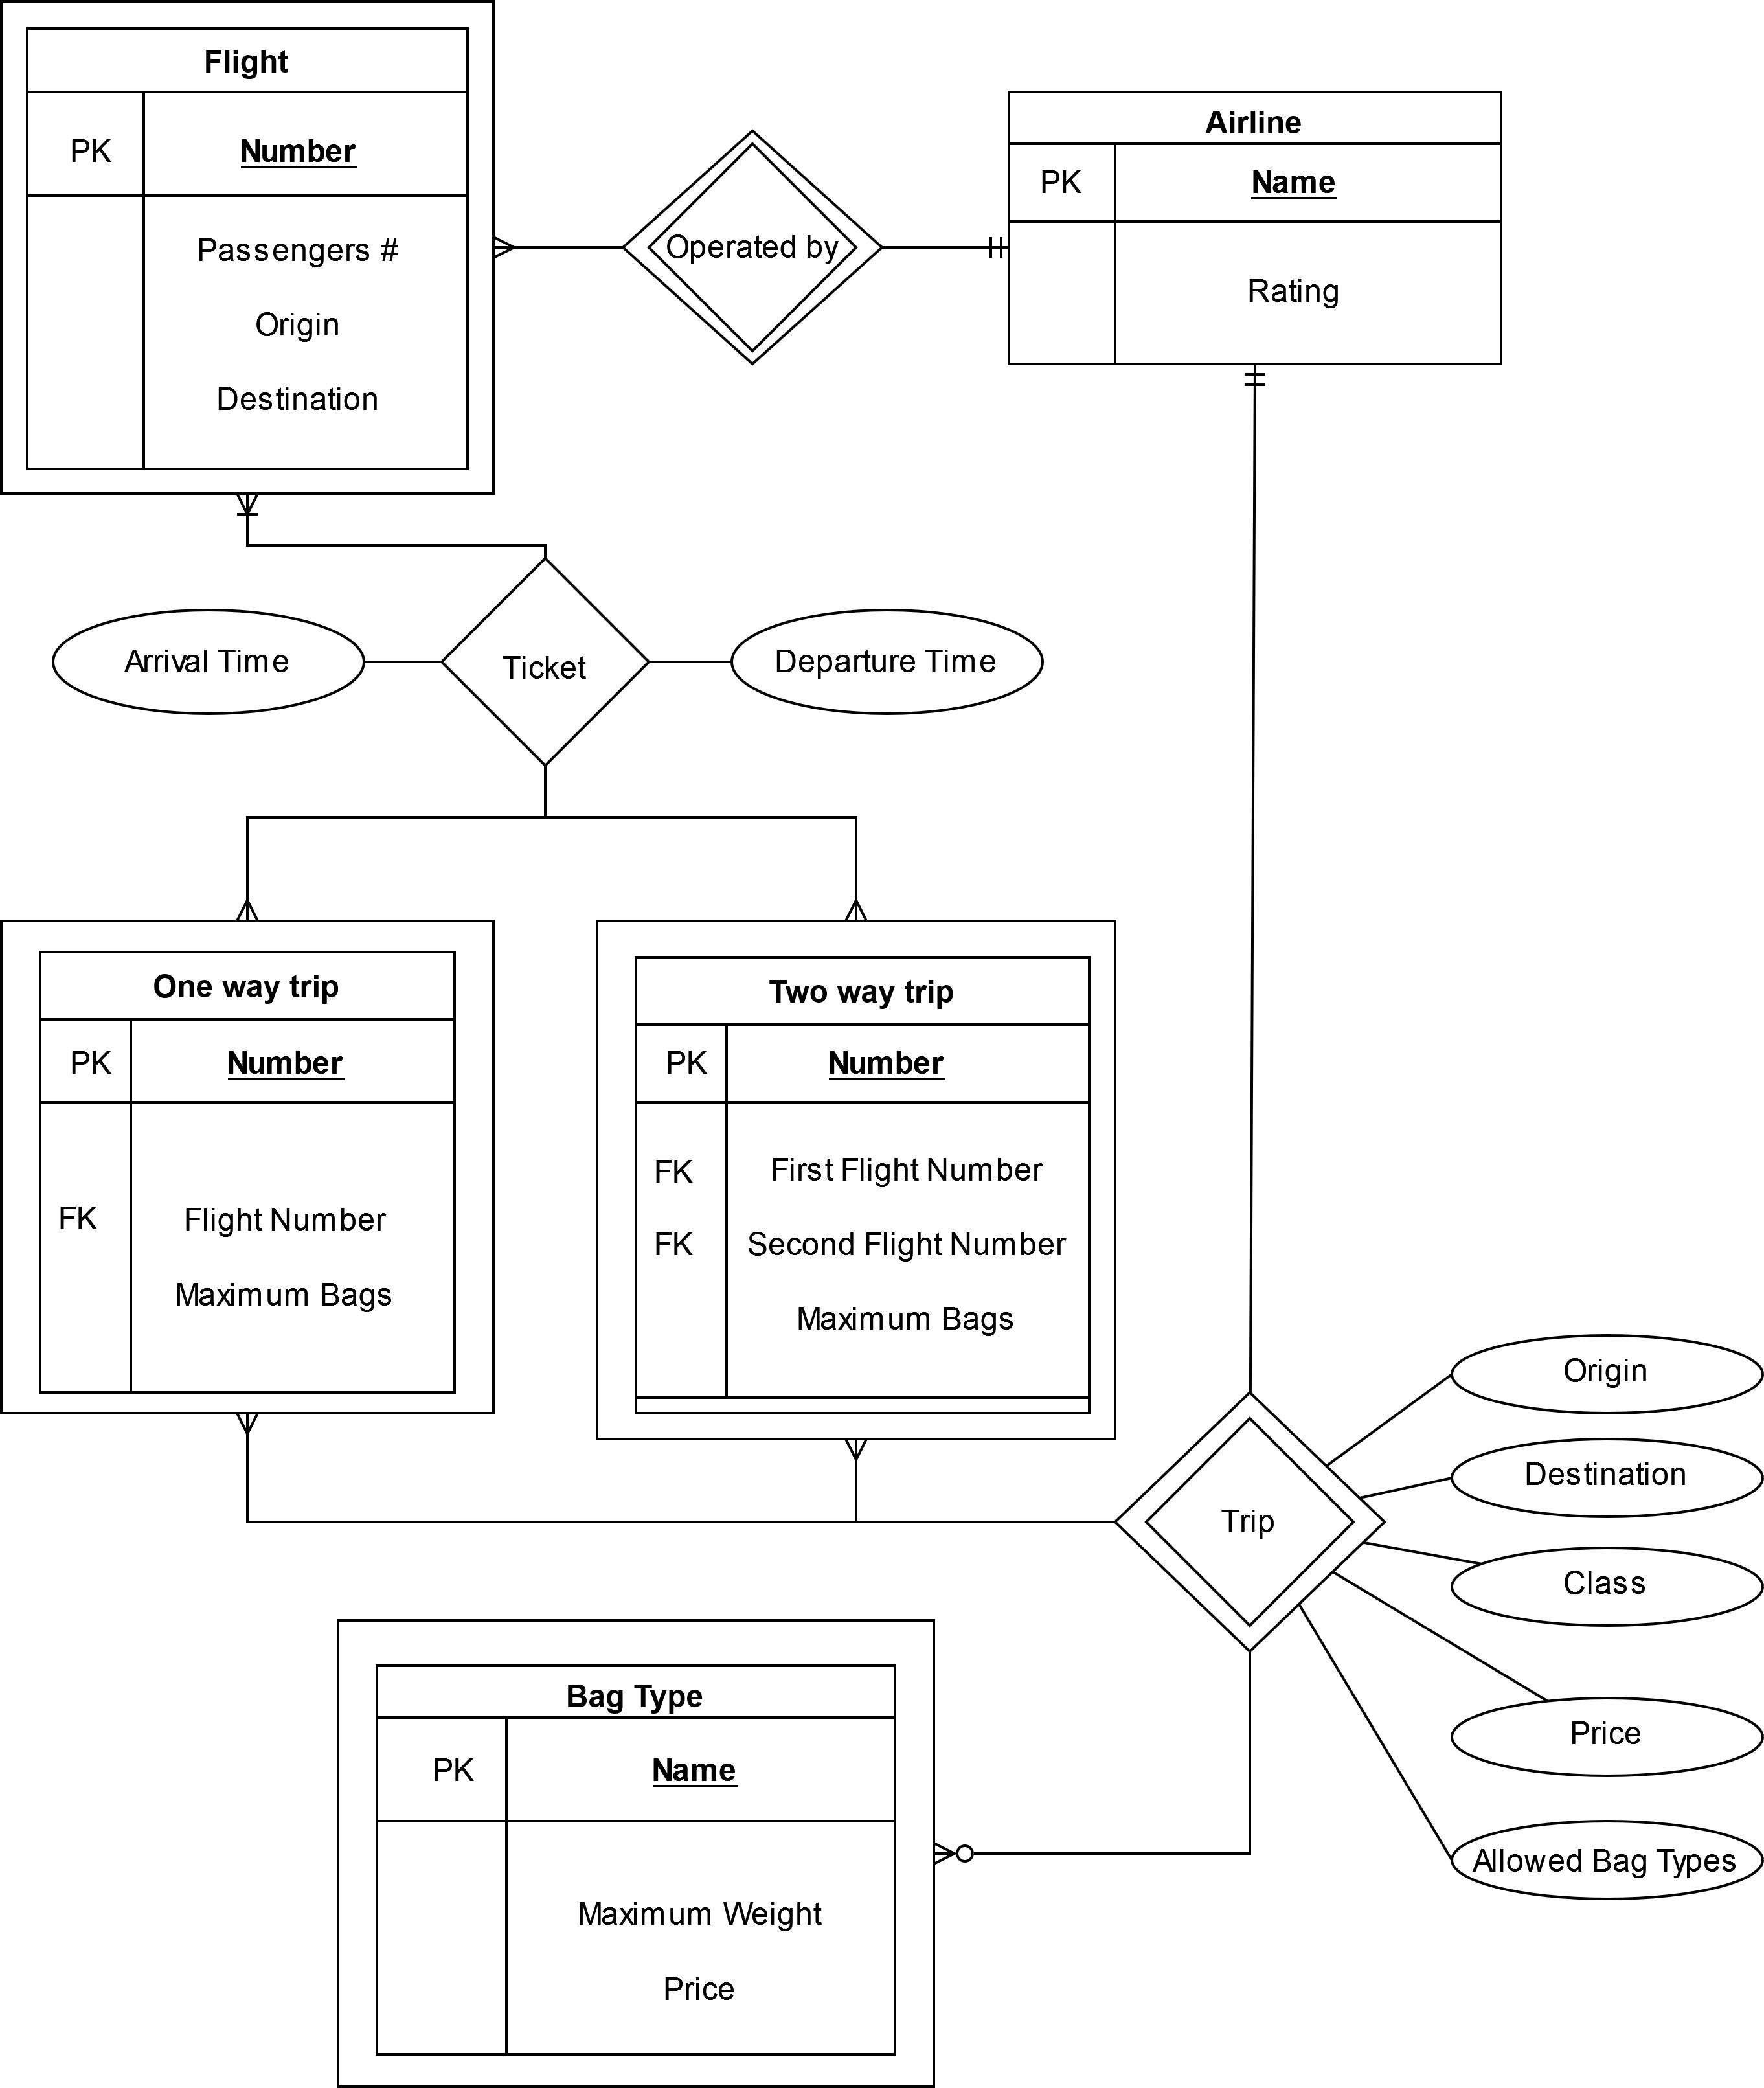 Flight
PK Number
Passengers #
Origin
Destination
Operated by
Airline
PK Name
Rating
Arrival Time
Ticket
Departure Time
One way trip
PK Number
FK Flight Number
Maximum Bags
Two way trip
PK Number
FK First Flight Number
FK Second Flight Number
Maximum Bags
Trip
Origin
Destination
Class
Price
Allowed Bag Types
Bag Type
PK Name
Maximum Weight
Price